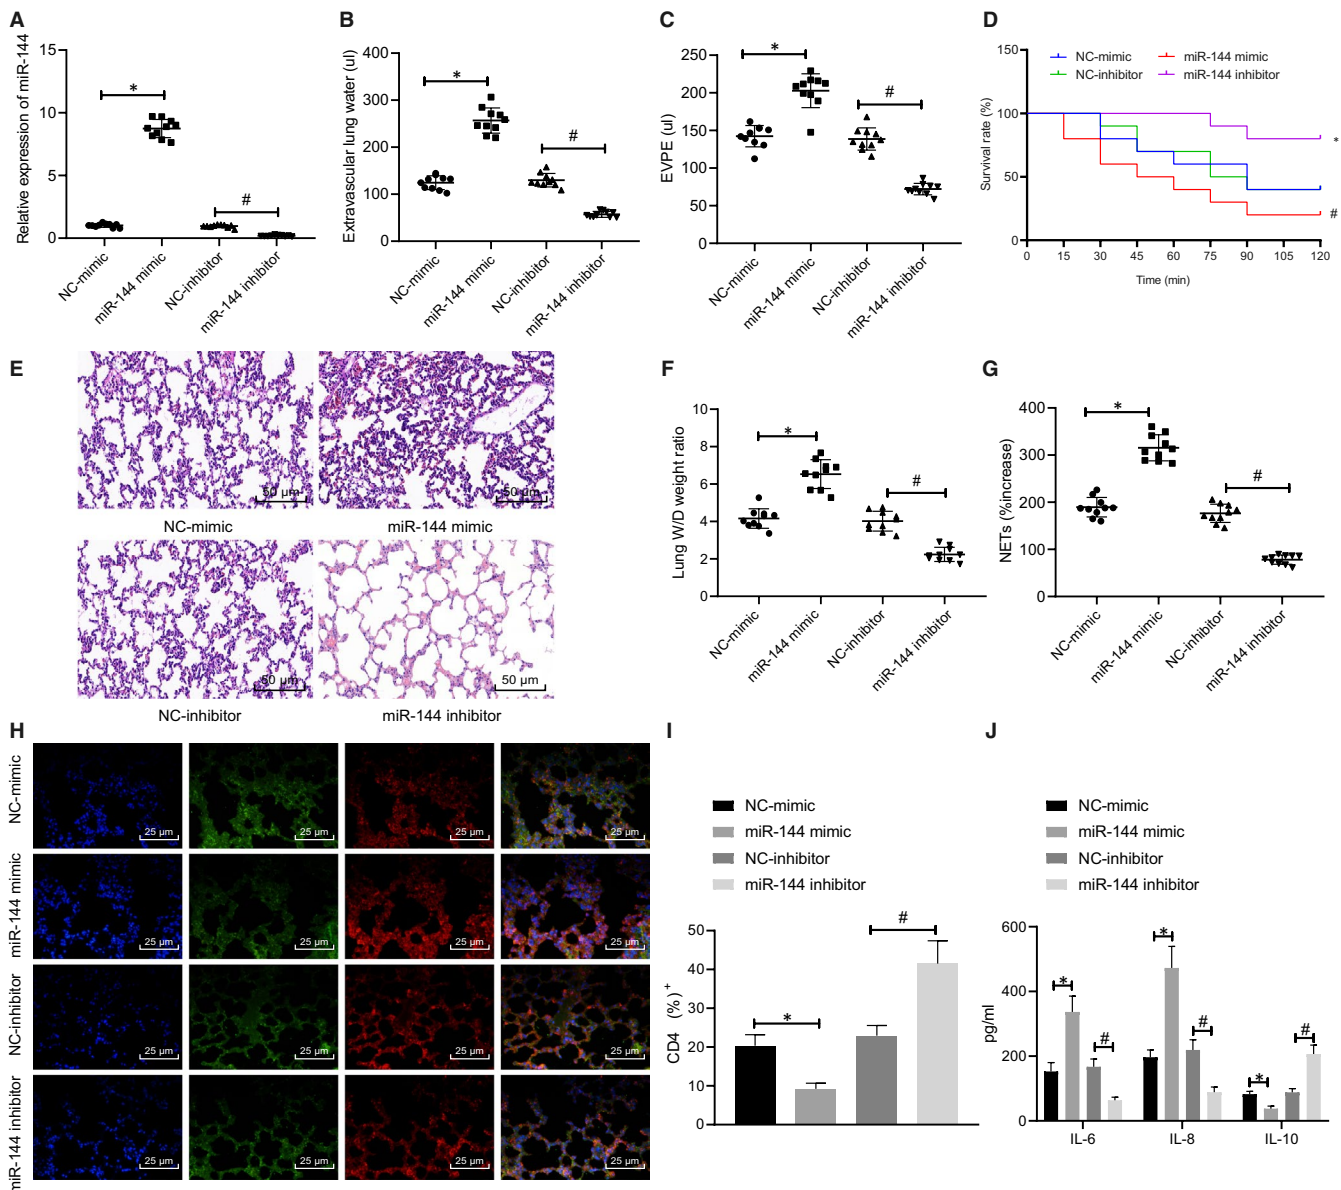 A
Relative expression of miR-144
15
10
5
0
*
#
NC-mimic
miR-144 mimic
NC-inhibitor
miR-144 inhibitor
B
Extravascular lung water (ul)
400
300
200
100
0
*
#
NC-mimic
miR-144 mimic
NC-inhibitor
miR-144 inhibitor
C
EVPE (ul)
250
200
150
100
50
0
*
#
NC-mimic
miR-144 mimic
NC-inhibitor
miR-144 inhibitor
D
NC-mimic
miR-144 mimic
NC-inhibitor
miR-144 inhibitor
Survival rate (%)
150
100
50
0
*
#
0 15 30 45 60 75 90 105 120
Time (min)
E
50 µm
50 µm
NC-mimic
miR-144 mimic
50 µm
50 µm
NC-inhibitor
miR-144 inhibitor
F
Lung W/D weight ratio
10
8
6
4
2
0
*
#
NC-mimic
miR-144 mimic
NC-inhibitor
miR-144 inhibitor
G
NETs (%increase)
400
300
200
100
0
*
#
NC-mimic
miR-144 mimic
NC-inhibitor
miR-144 inhibitor
H
NC-mimic
25 µm
25 µm
25 µm
25 µm
miR-144 mimic
25 µm
25 µm
25 µm
25 µm
NC-inhibitor
25 µm
25 µm
25 µm
25 µm
miR-144 inhibitor
25 µm
25 µm
25 µm
25 µm
I
NC-mimic
miR-144 mimic
NC-inhibitor
miR-144 inhibitor
CD4 (%)+
50
40
30
20
10
0
*
#
J
NC-mimic
miR-144 mimic
NC-inhibitor
miR-144 inhibitor
pg/ml
600
400
200
0
*
#
*
#
*
#
IL-6
IL-8
IL-10